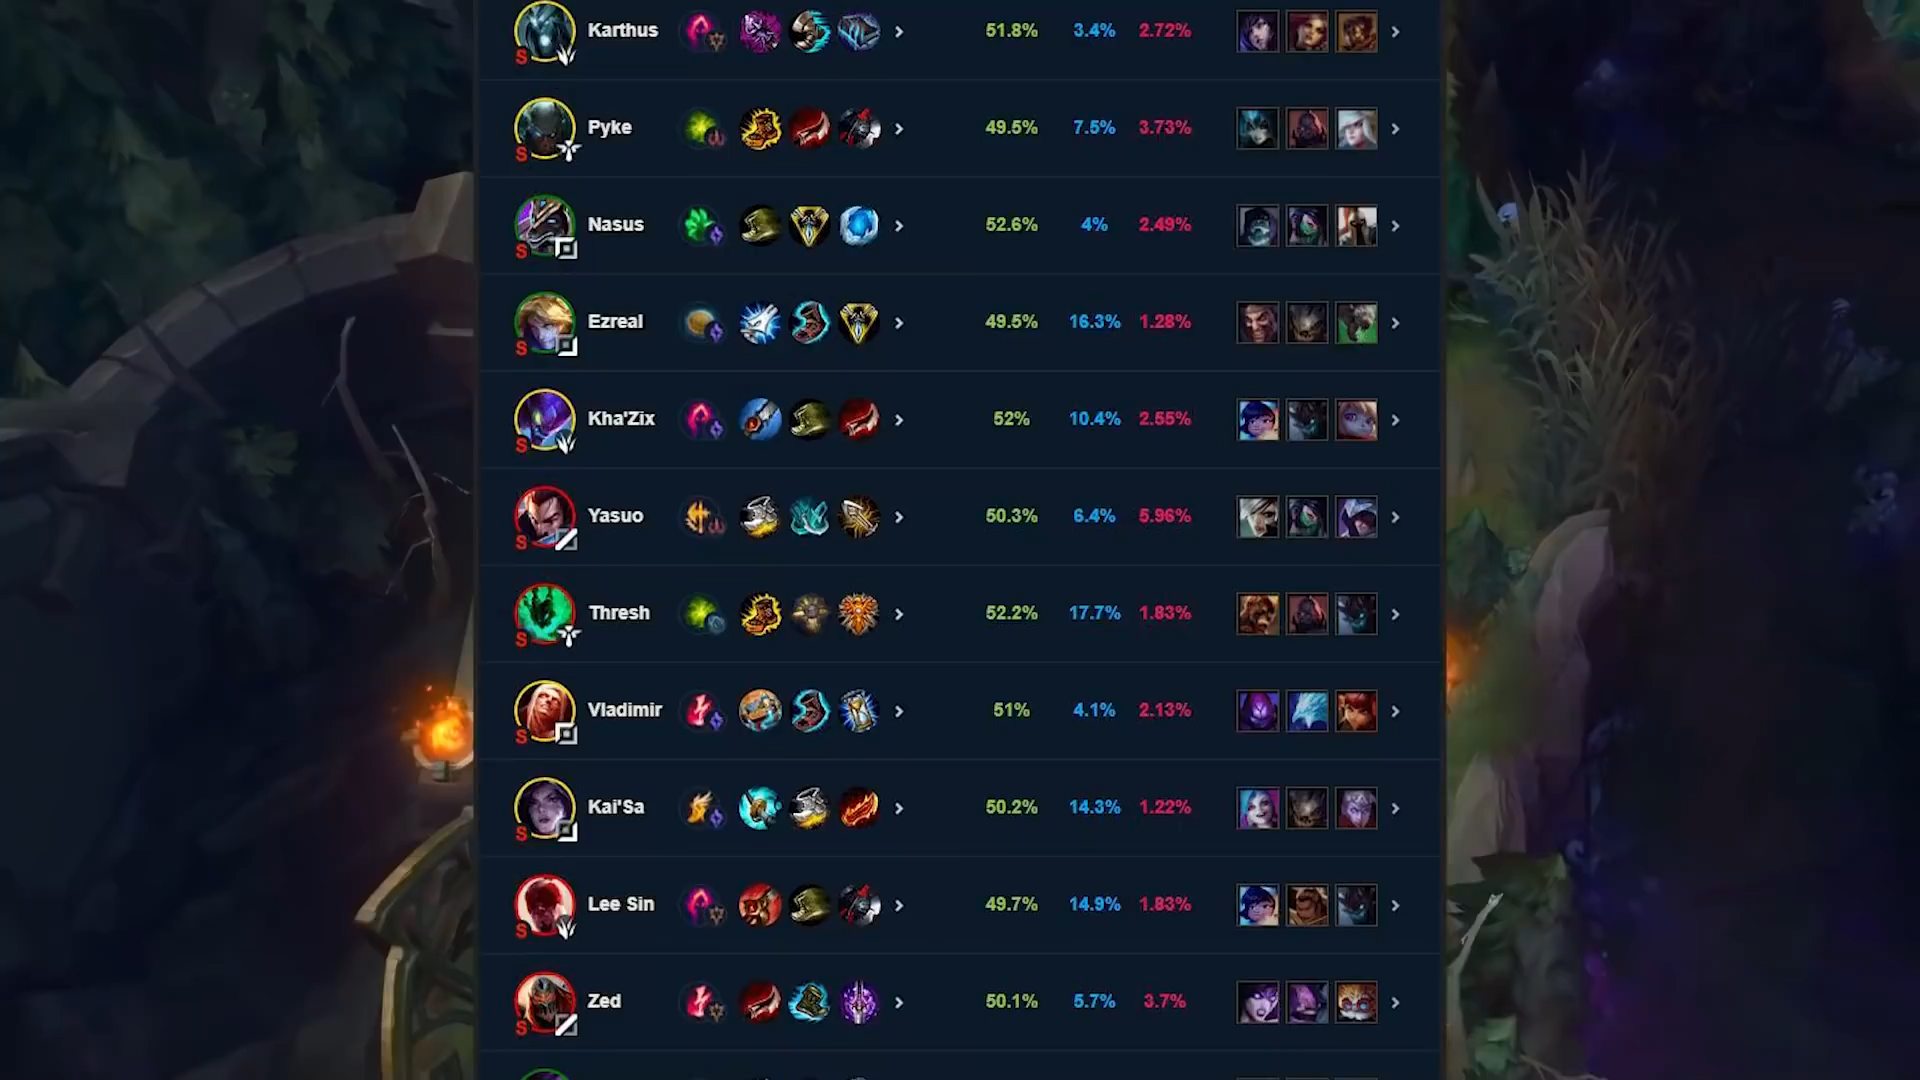 S Karthus 51.8% 3.4% 2.72%
S Pyke 49.5% 7.5% 3.73%
S Nasus 52.6% 4% 2.49%
S Ezreal 49.5% 16.3% 1.28%
S Kha'Zix 52% 10.4% 2.55%
S Yasuo 50.3% 6.4% 5.96%
S Thresh 52.2% 17.7% 1.83%
S Vladimir 51% 4.1% 2.13%
S Kai'Sa 50.2% 14.3% 1.22%
S Lee Sin 49.7% 14.9% 1.83%
S Zed 50.1% 5.7% 3.7%